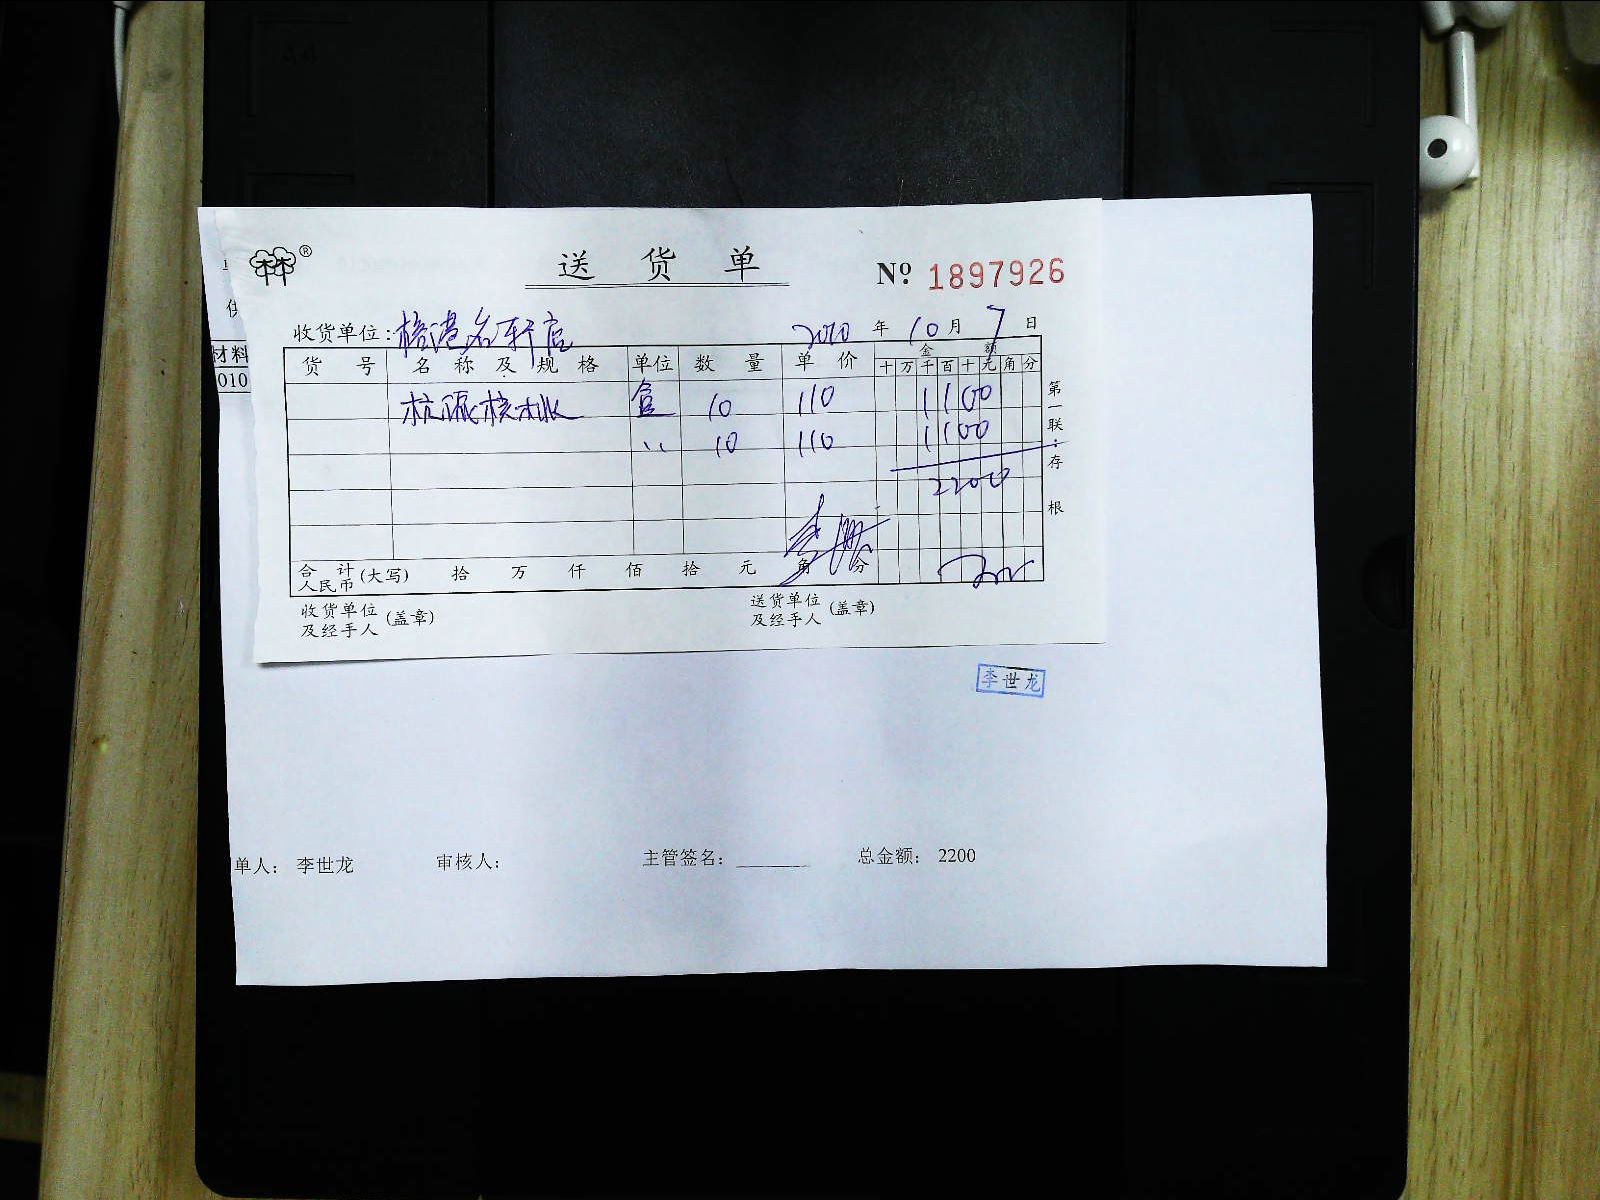 ®
送 货 单
№ 1897926
供
收货单位: 2020 年 10 月 7 日
材料
010
货 号 名 称 及 规 格 单位 数 量 单 价 金 额
十 万 千 百 十 元 角 分
盒 10 110 1100
〃 10 110 1100
2200
第一联:存根
合 计
人民币 (大写) 拾 万 仟 佰 拾 元 角 分
收货单位
及经手人 (盖章)
送货单位
及经手人 (盖章)
李世龙
单人: 李世龙 审核人: 主管签名: 总金额: 2200